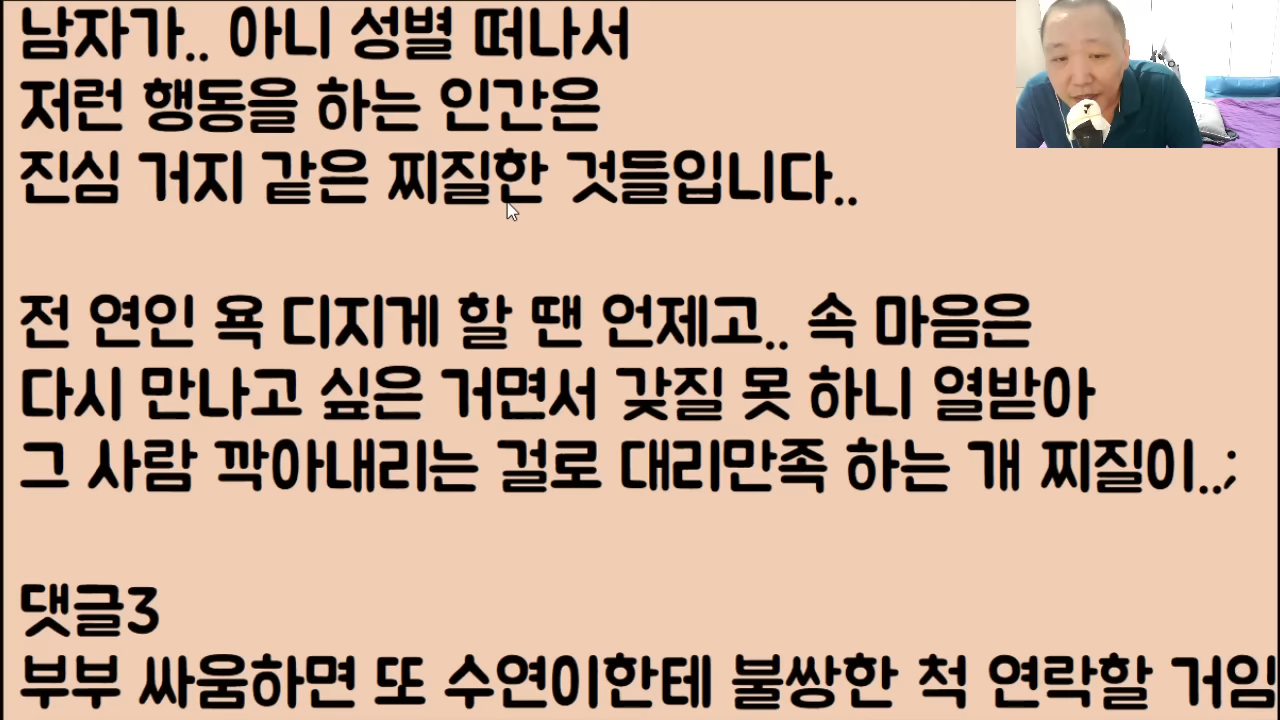 남자가.. 아니 성별 떠나서
저런 행동을 하는 인간은
진심 거지 같은 찌질한 것들입니다..
전 연인 욕 디지게 할 땐 언제고.. 속 마음은
다시 만나고 싶은 거면서 갖질 못 하니 열받아
그 사람 깍아내리는 걸로 대리만족 하는 개 찌질이..;
댓글3
부부 싸움하면 또 수연이한테 불쌍한 척 연락할 거임